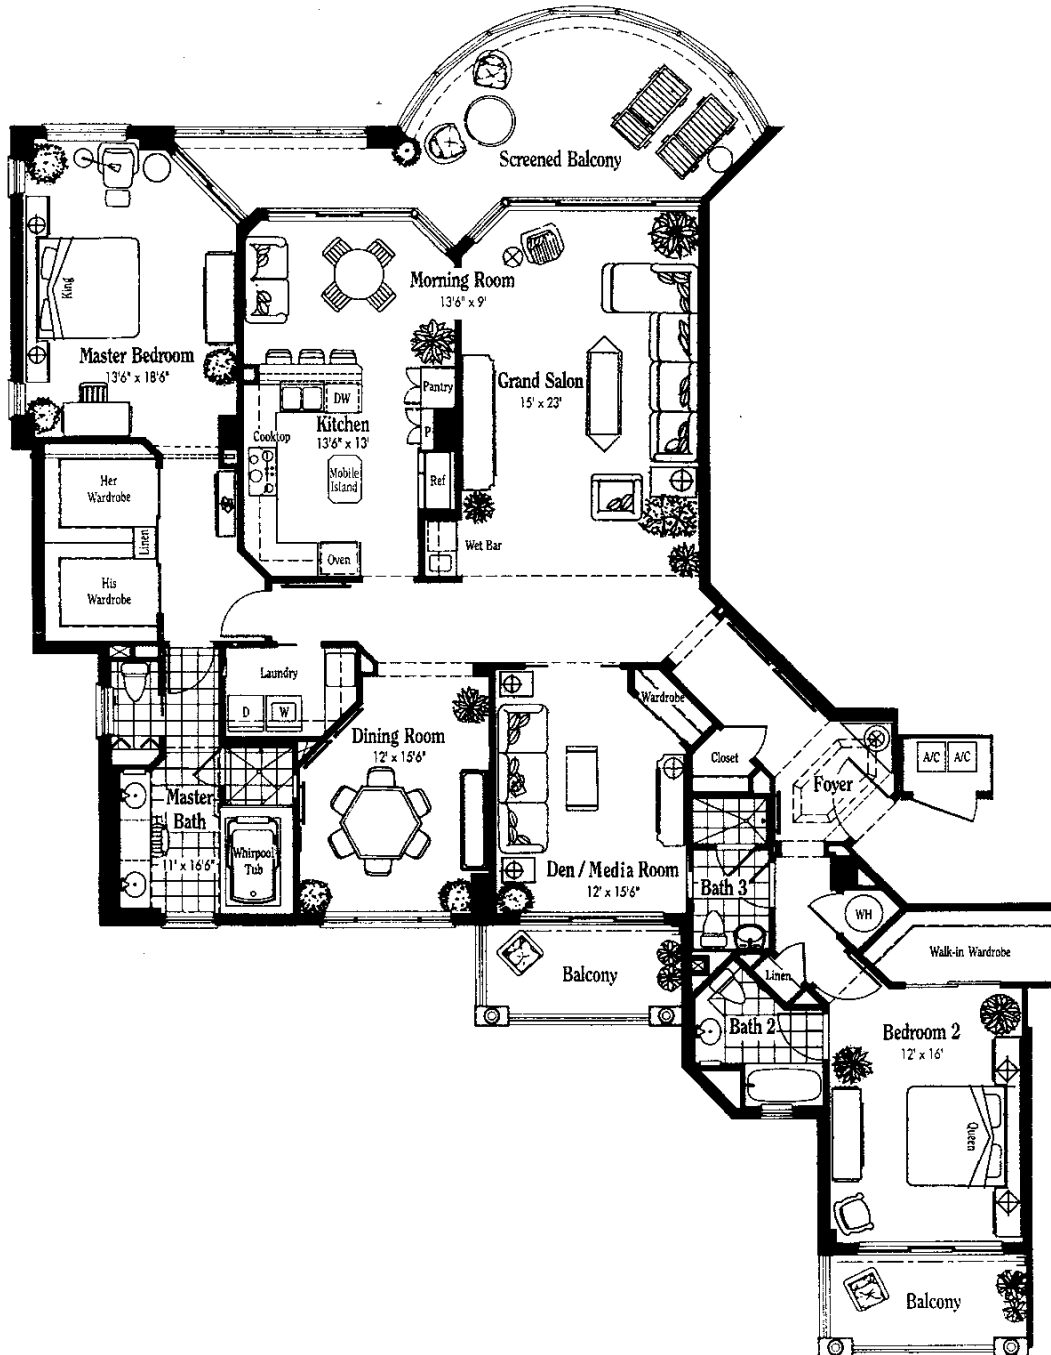 Screened Balcony
King
Morning Room
13'6" x 9'
Master Bedroom
13'6" x 18'6"
Grand Salon
15' x 23'
Pantry
DW
P
Kitchen
13'6" x 13'
Cooktop
Mobile
Island
Ref
Her
Wardrobe
Linen
Wet Bar
Oven
His
Wardrobe
Laundry
D
W
Wardrobe
Dining Room
12' x 15'6"
Closet
A/C
A/C
Foyer
Master
Bath
11' x 16'6"
Whirpool
Tub
Den / Media Room
12' x 15'6"
Bath 3
WH
Walk-in Wardrobe
Balcony
Linen
Bath 2
Bedroom 2
12' x 16'
Queen
Balcony